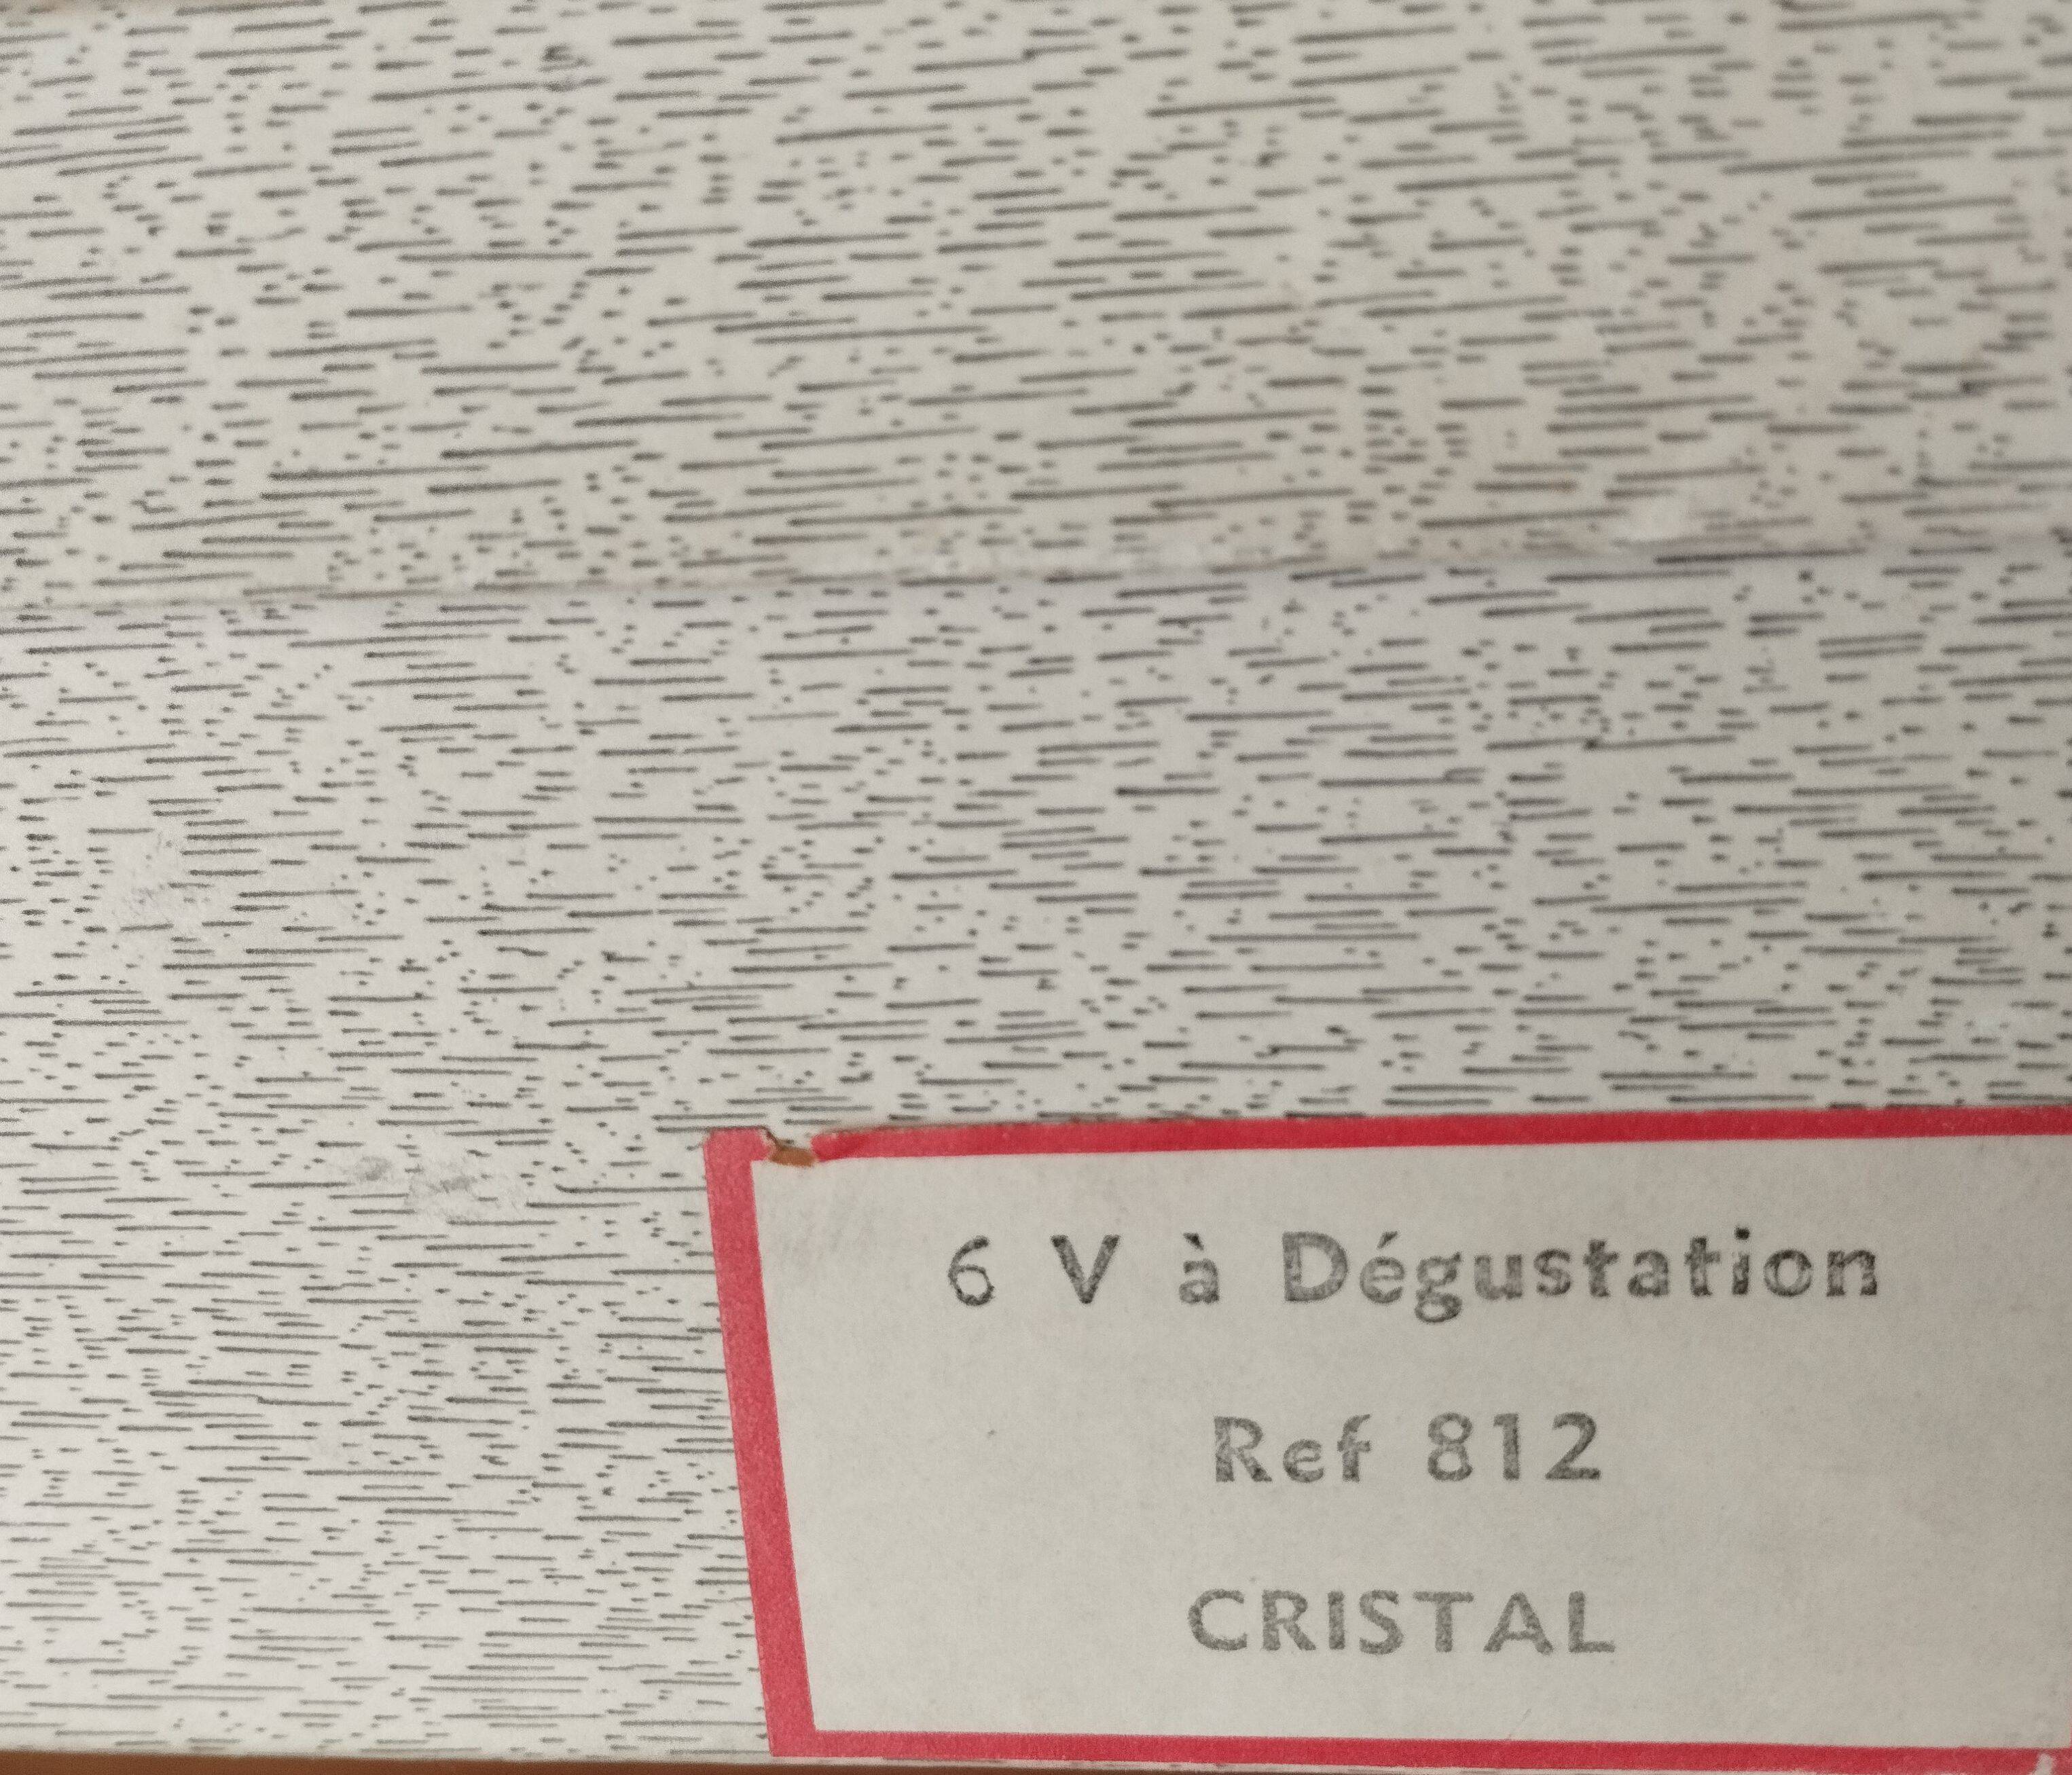 6 V à Dégustation
Ref 812
CRISTAL